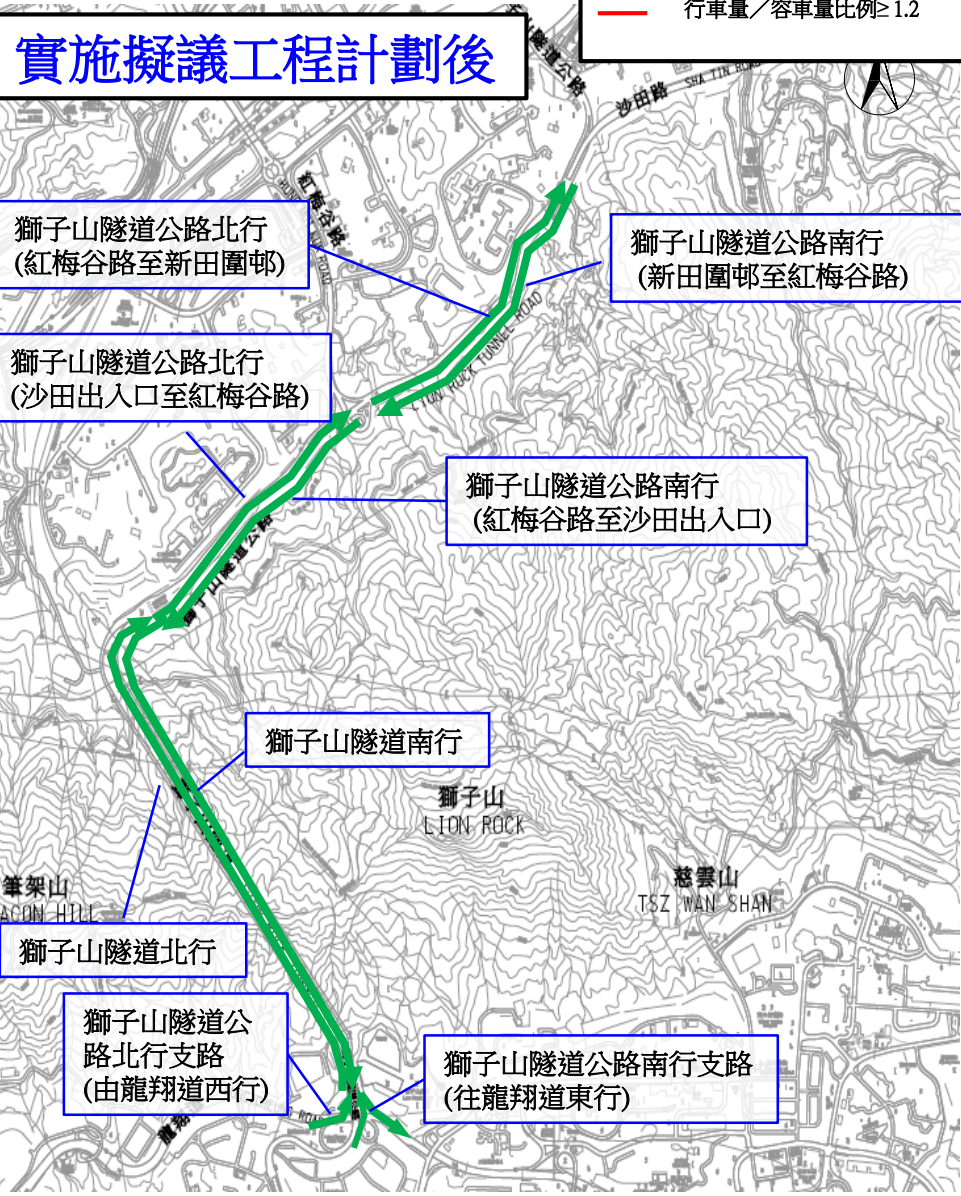 行車量／容車量比例≥ 1.2
實施擬議工程計劃後
隧道公路
沙田路 SHA TIN ROAD
紅梅谷路
獅子山隧道公路北行
(紅梅谷路至新田圍邨)
獅子山隧道公路南行
(新田圍邨至紅梅谷路)
LION ROCK TUNNEL ROAD
獅子山隧道公路北行
(沙田出入口至紅梅谷路)
獅子山隧道公路南行
(紅梅谷路至沙田出入口)
獅子山隧道公路
獅子山隧道南行
獅子山
LION ROCK
慈雲山
TSZ WAN SHAN
筆架山
ACON HILL
獅子山隧道北行
獅子山隧道公
路北行支路
(由龍翔道西行)
獅子山隧道公路南行支路
(往龍翔道東行)
ROAD
龍翔